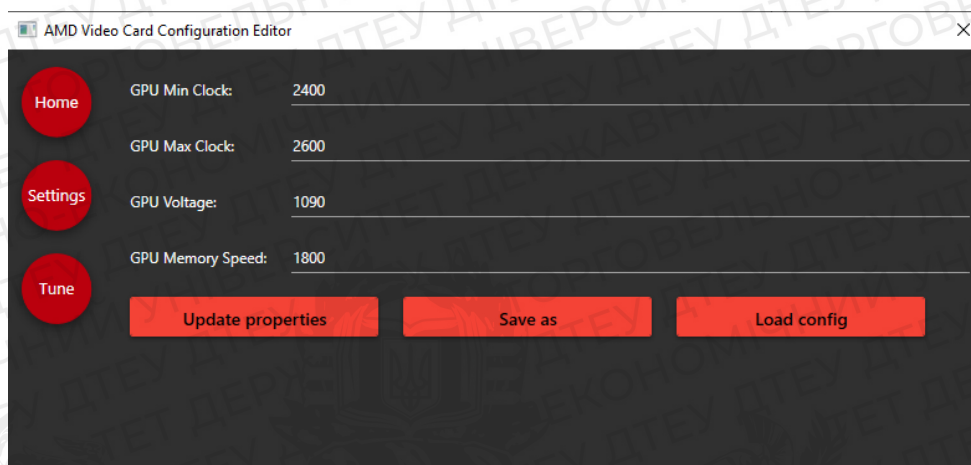 AMD Video Card Configuration Editor
Home
GPU Min Clock: 2400
GPU Max Clock: 2600
Settings
GPU Voltage: 1090
GPU Memory Speed: 1800
Tune
Update properties Save as Load config